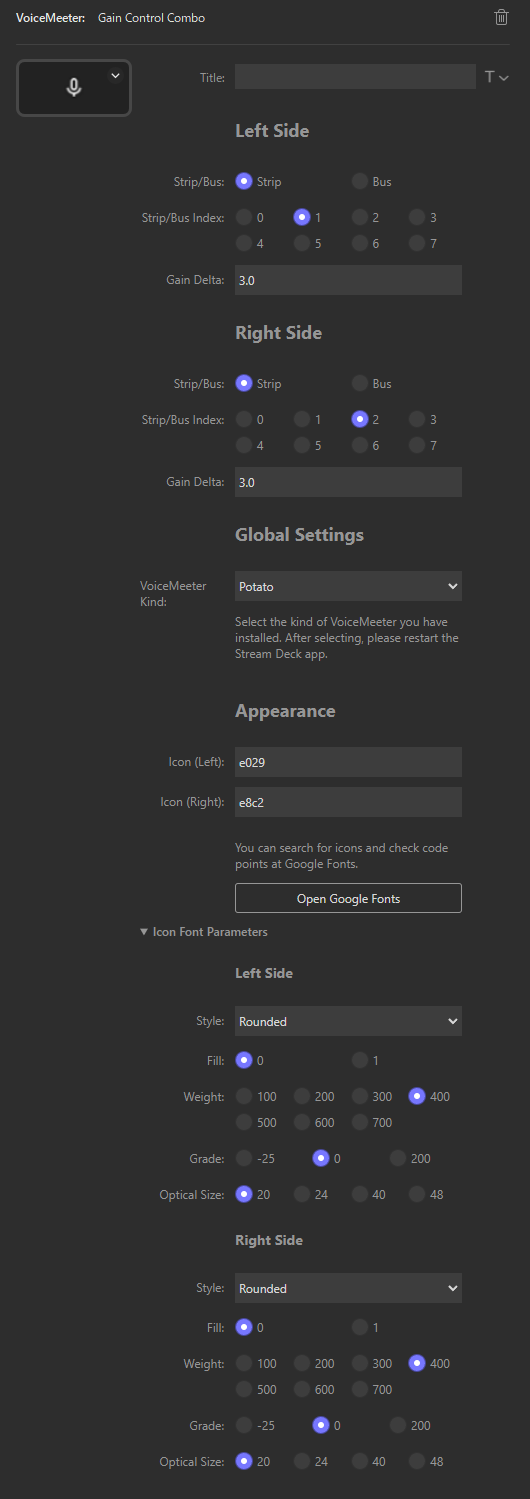 VoiceMeeter: Gain Control Combo
Title: T
Left Side
Strip/Bus: Strip Bus
Strip/Bus Index: 0 1 2 3
4 5 6 7
Gain Delta: 3.0
Right Side
Strip/Bus: Strip Bus
Strip/Bus Index: 0 1 2 3
4 5 6 7
Gain Delta: 3.0
Global Settings
VoiceMeeter
Kind:
Potato
Select the kind of VoiceMeeter you have
installed. After selecting, please restart the
Stream Deck app.
Appearance
Icon (Left): e029
Icon (Right): e8c2
You can search for icons and check code
points at Google Fonts.
Open Google Fonts
Icon Font Parameters
Left Side
Style: Rounded
Fill: 0 1
Weight: 100 200 300 400
500 600 700
Grade: -25 0 200
Optical Size: 20 24 40 48
Right Side
Style: Rounded
Fill: 0 1
Weight: 100 200 300 400
500 600 700
Grade: -25 0 200
Optical Size: 20 24 40 48